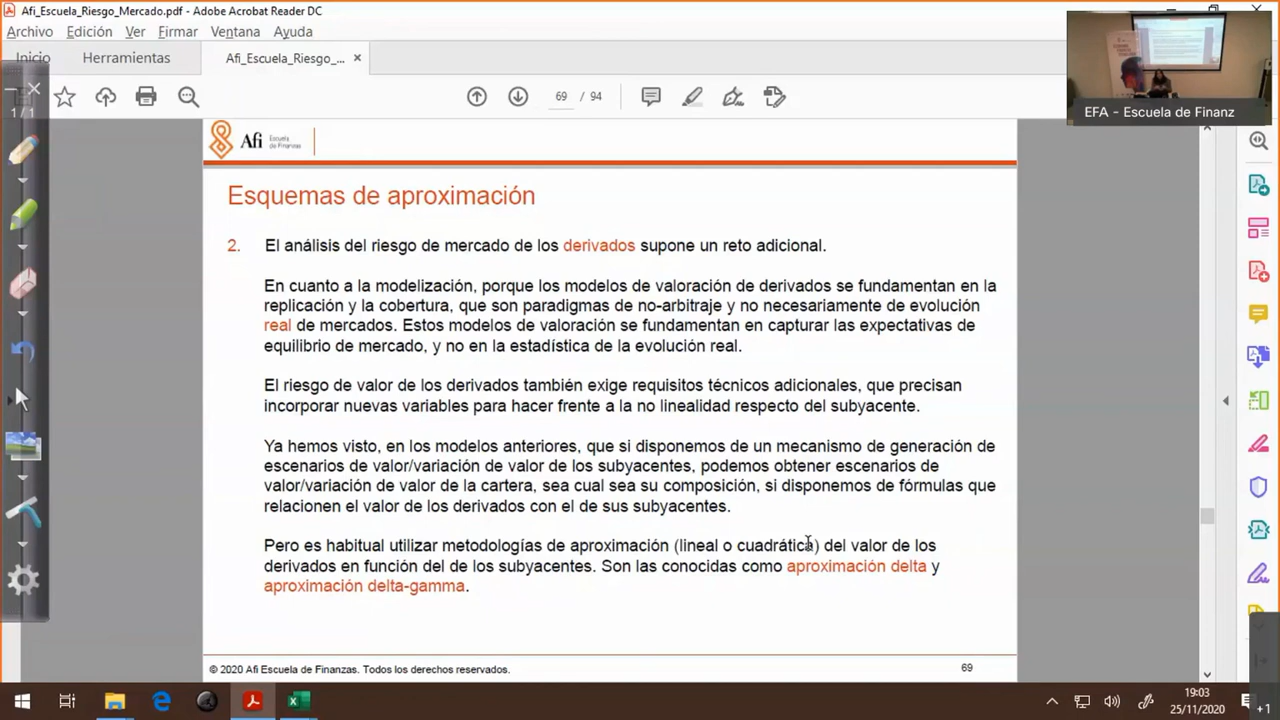 Afi_Escuela_Riesgo_Mercado.pdf - Adobe Acrobat Reader DC
Archivo Edición Ver Firmar Ventana Ayuda
Inicio Herramientas Afi_Escuela_Riesgo_... ×
1/1
69 / 94
EFA - Escuela de Finanz
Afi Escuela de Finanzas
Esquemas de aproximación
2. El análisis del riesgo de mercado de los derivados supone un reto adicional.
En cuanto a la modelización, porque los modelos de valoración de derivados se fundamentan en la
replicación y la cobertura, que son paradigmas de no-arbitraje y no necesariamente de evolución
real de mercados. Estos modelos de valoración se fundamentan en capturar las expectativas de
equilibrio de mercado, y no en la estadística de la evolución real.
El riesgo de valor de los derivados también exige requisitos técnicos adicionales, que precisan
incorporar nuevas variables para hacer frente a la no linealidad respecto del subyacente.
Ya hemos visto, en los modelos anteriores, que si disponemos de un mecanismo de generación de
escenarios de valor/variación de valor de los subyacentes, podemos obtener escenarios de
valor/variación de valor de la cartera, sea cual sea su composición, si disponemos de fórmulas que
relacionen el valor de los derivados con el de sus subyacentes.
Pero es habitual utilizar metodologías de aproximación (lineal o cuadrática) del valor de los
derivados en función del de los subyacentes. Son las conocidas como aproximación delta y
aproximación delta-gamma.
© 2020 Afi Escuela de Finanzas. Todos los derechos reservados.
69
19:03
25/11/2020
+1